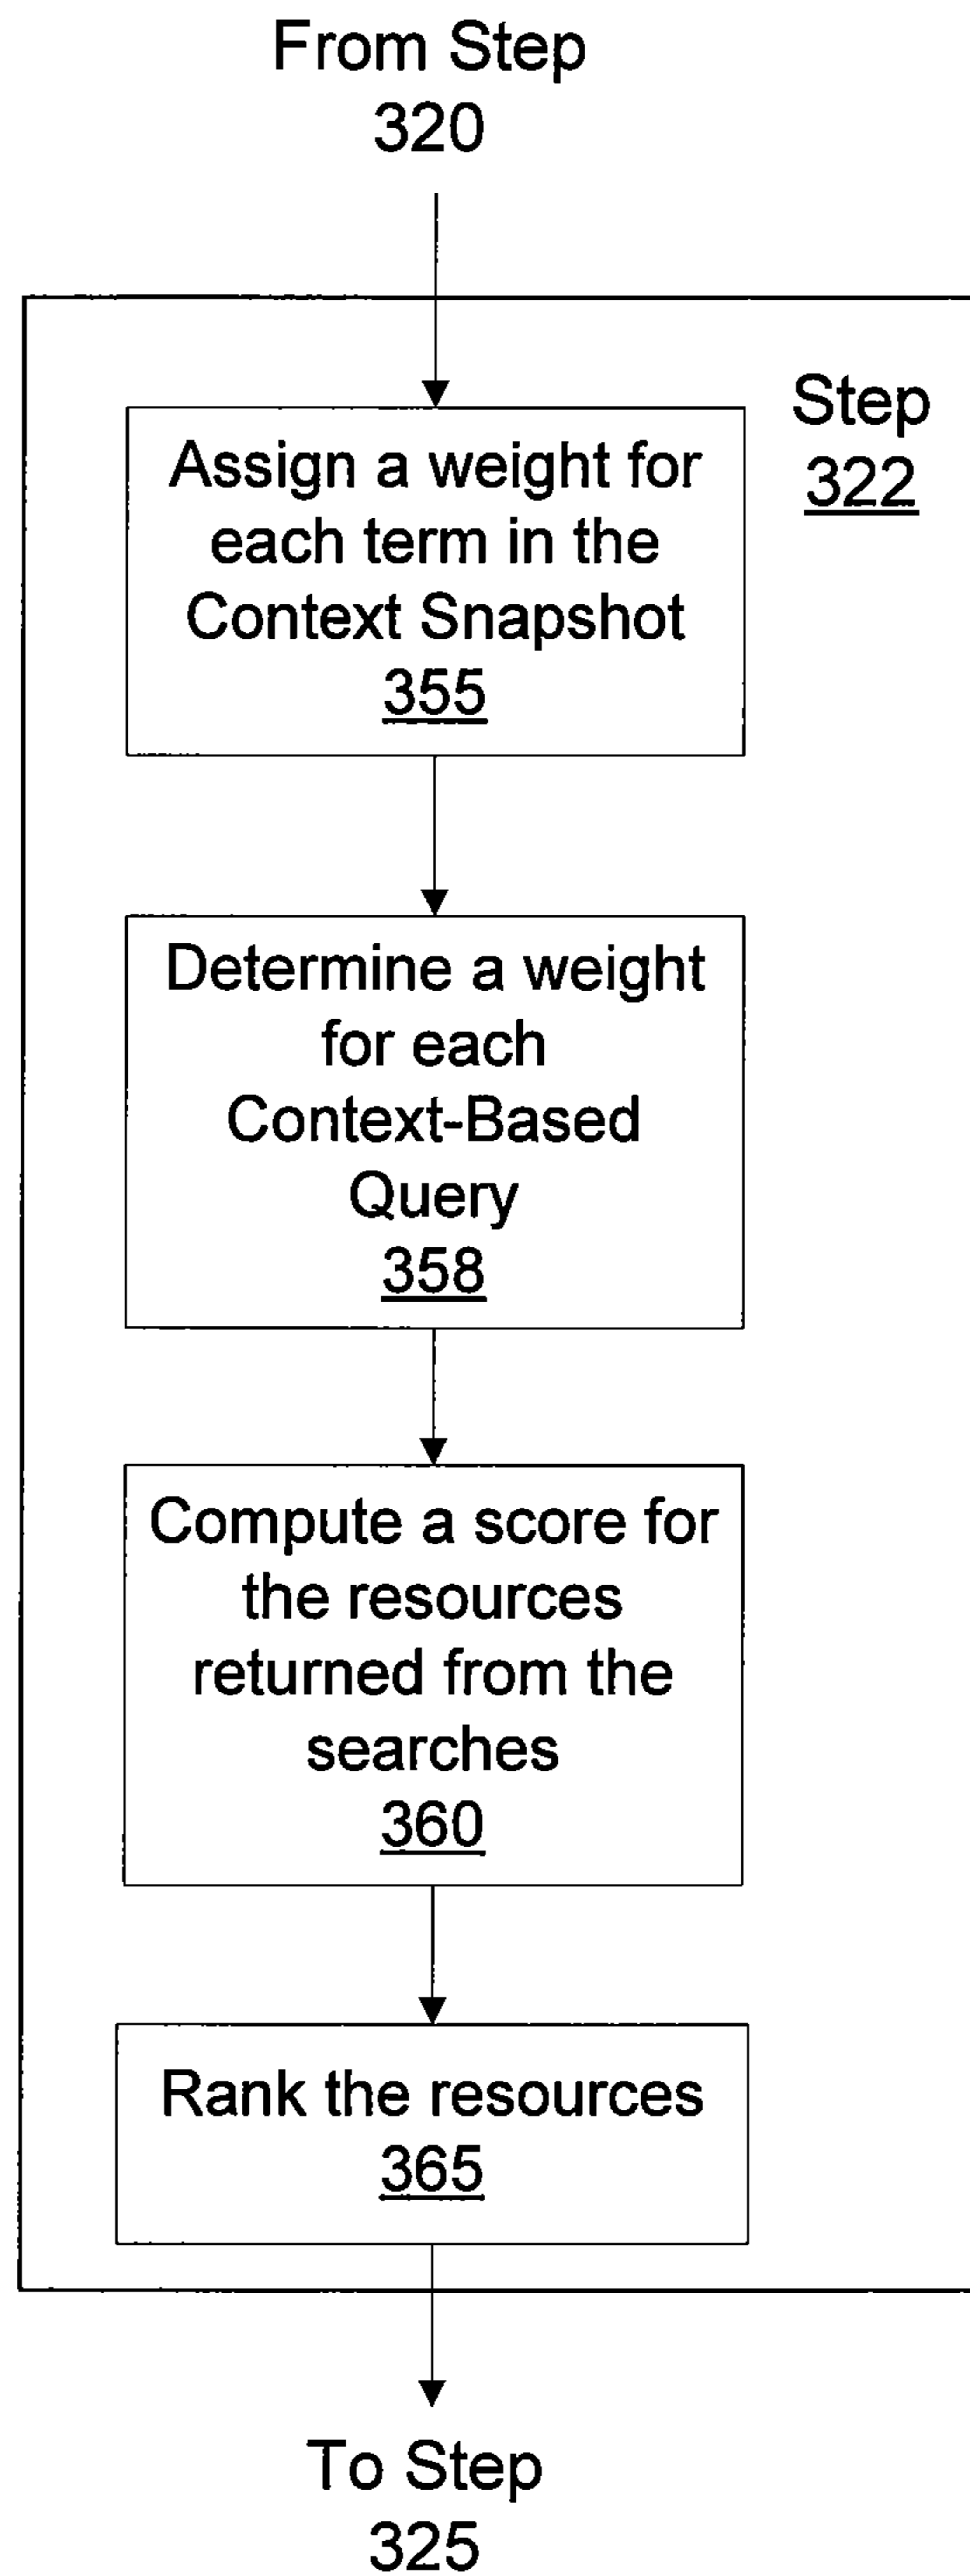 From Step
320
Step
322
Assign a weight for
each term in the
Context Snapshot
355
Determine a weight
for each
Context-Based
Query
358
Compute a score for
the resources
returned from the
searches
360
Rank the resources
365
To Step
325